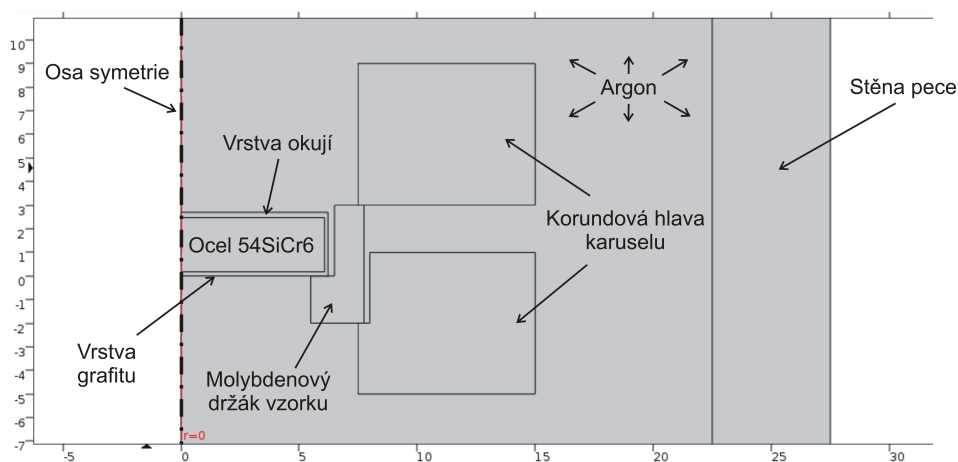 Osa symetrie
Vrstva okují
Argon
Stěna pece
Ocel 54SiCr6
Korundová hlava
karuselu
Vrstva
grafitu
Molybdenový
držák vzorku
r=0
10
9
8
7
6
5
4
3
2
1
0
-1
-2
-3
-4
-5
-6
-7
-5
0
5
10
15
20
25
30